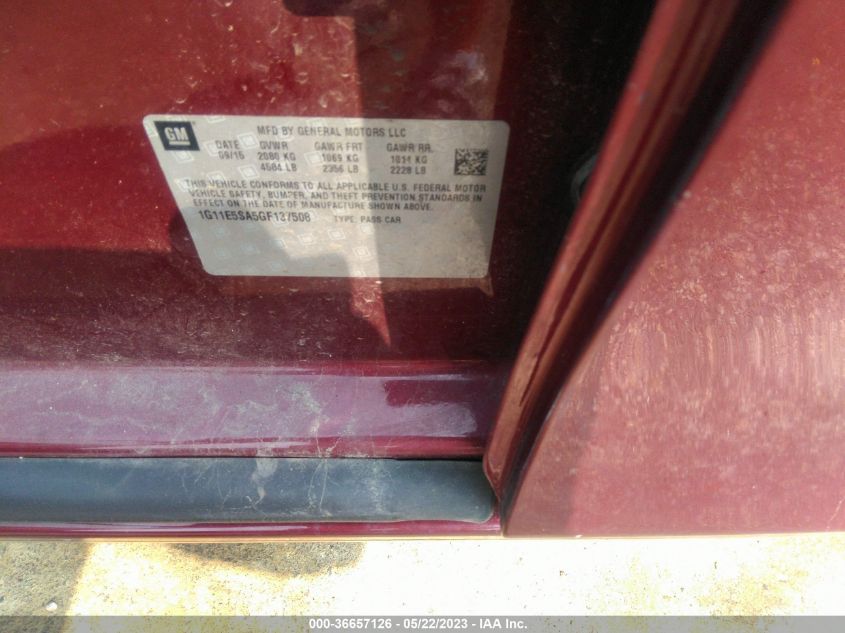 GM
MFD BY GENERAL MOTORS LLC
DATE GVWR GAWR FRT GAWR RR
09/15 2080 KG 1069 KG 1011 KG
4584 LB 2356 LB 2228 LB
THIS VEHICLE CONFORMS TO ALL APPLICABLE U.S. FEDERAL MOTOR
VEHICLE SAFETY, BUMPER, AND THEFT PREVENTION STANDARDS IN
EFFECT ON THE DATE OF MANUFACTURE SHOWN ABOVE.
1G11E5SA5GF137508 TYPE: PASS CAR
000-36657126 - 05/22/2023 - IAA Inc.